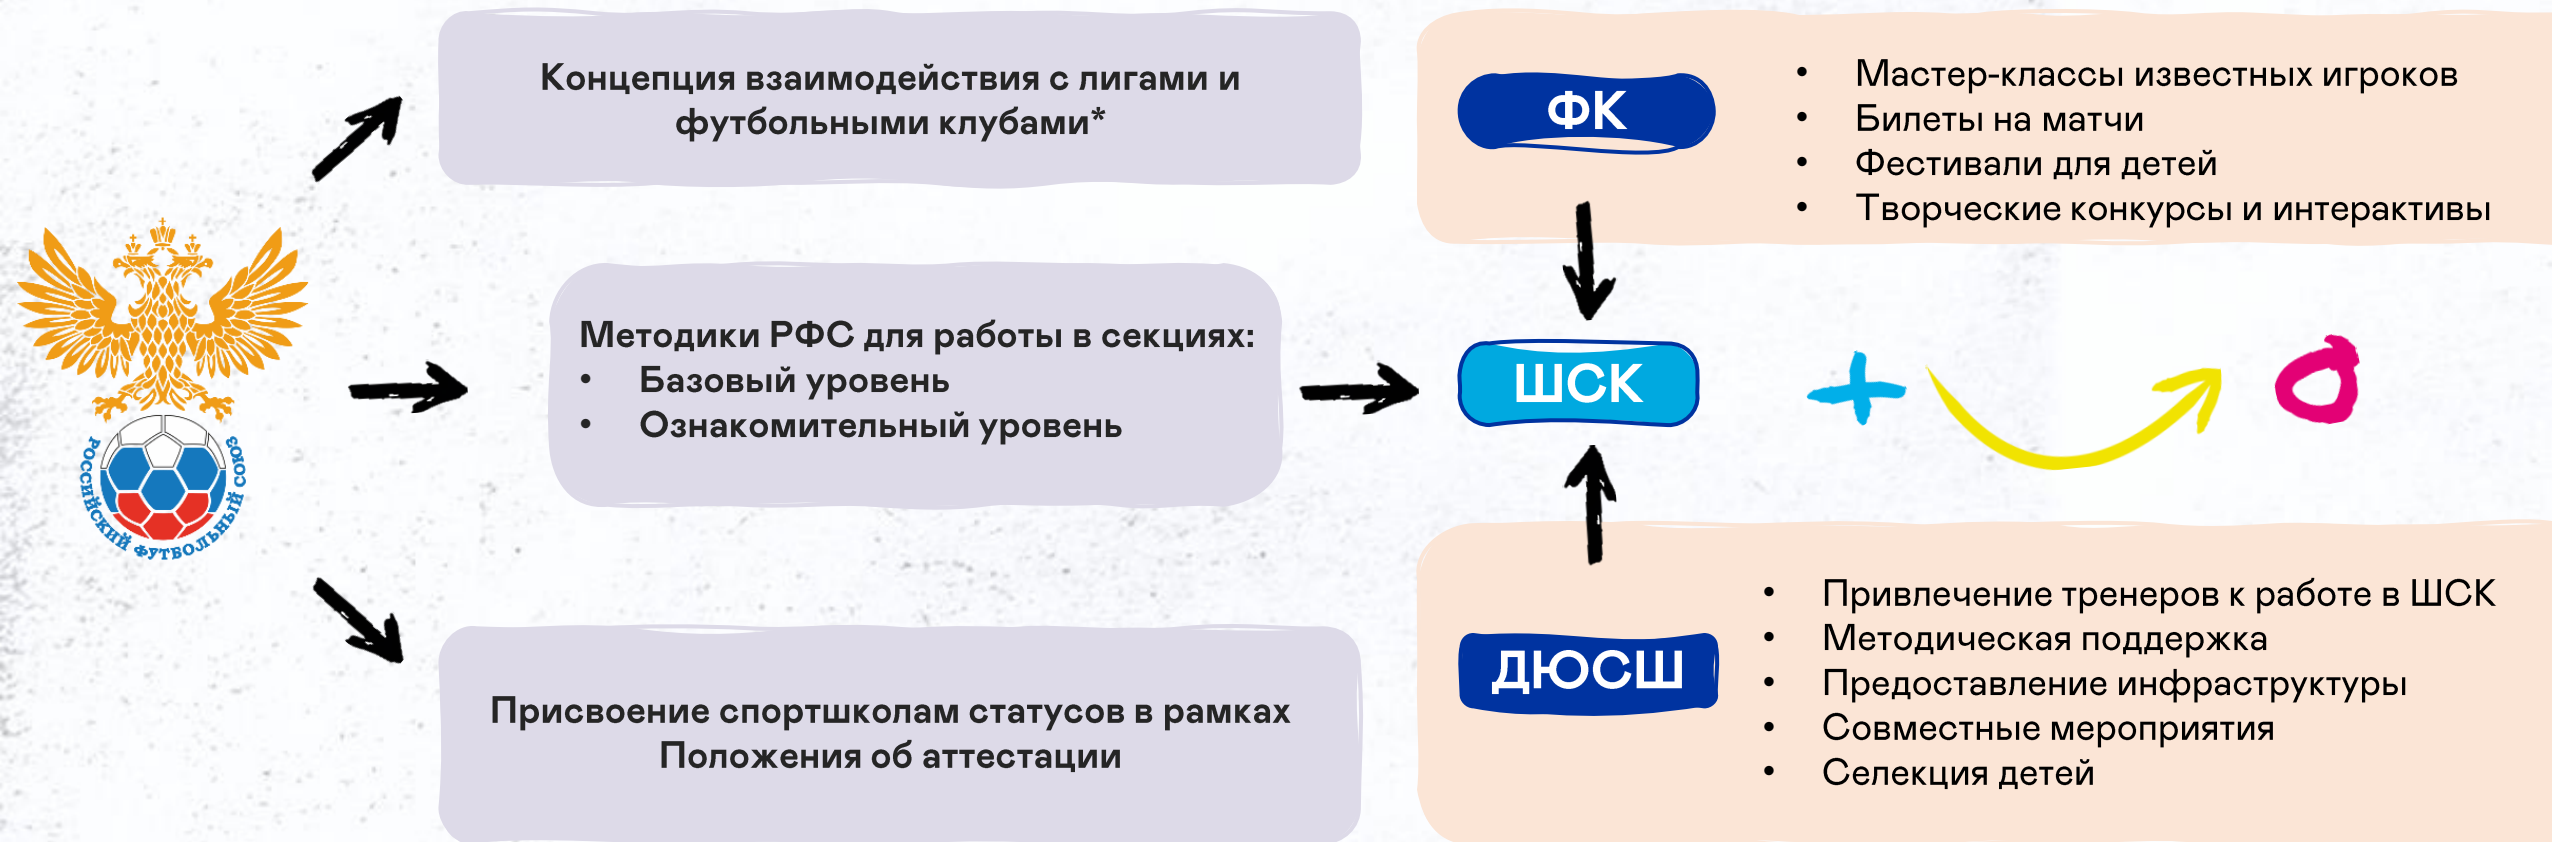 РОССИЙСКИЙ ФУТБОЛЬНЫЙ СОЮЗ
Концепция взаимодействия с лигами и
футбольными клубами*
Методики РФС для работы в секциях:
• Базовый уровень
• Ознакомительный уровень
Присвоение спортшколам статусов в рамках
Положения об аттестации
ФК
• Мастер-классы известных игроков
• Билеты на матчи
• Фестивали для детей
• Творческие конкурсы и интерактивы
ШСК
ДЮСШ
• Привлечение тренеров к работе в ШСК
• Методическая поддержка
• Предоставление инфраструктуры
• Совместные мероприятия
• Селекция детей